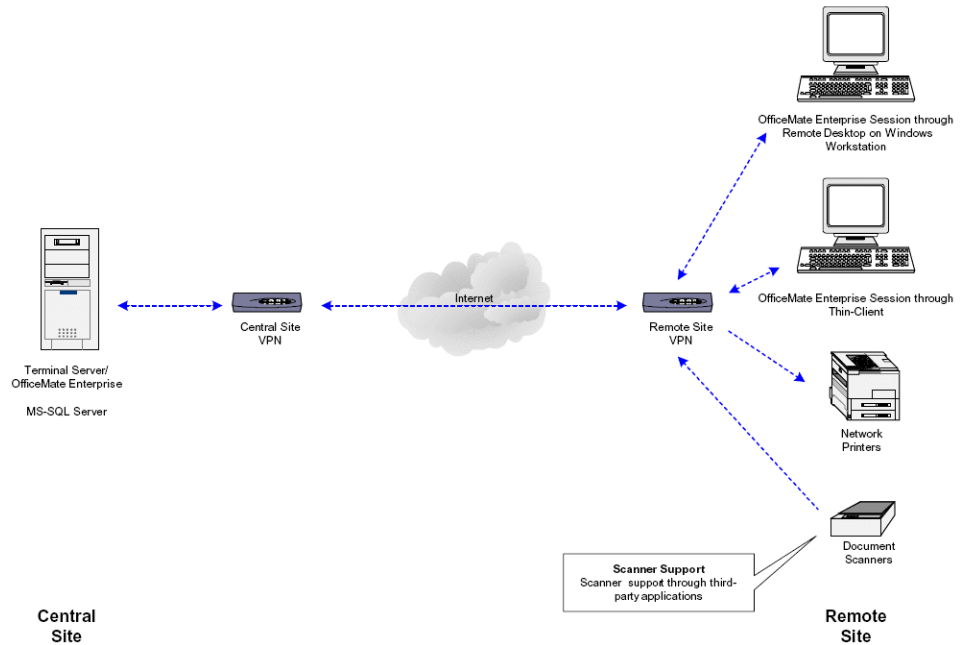 OfficeMate Enterprise Session through
Remote Desktop on Windows
Workstation
OfficeMate Enterprise Session through
Thin-Client
Internet
Central Site
VPN
Remote Site
VPN
Terminal Server/
OfficeMate Enterprise
MS-SQL Server
Network
Printers
Document
Scanners
Scanner Support
Scanner support through third-
party applications
Central
Site
Remote
Site